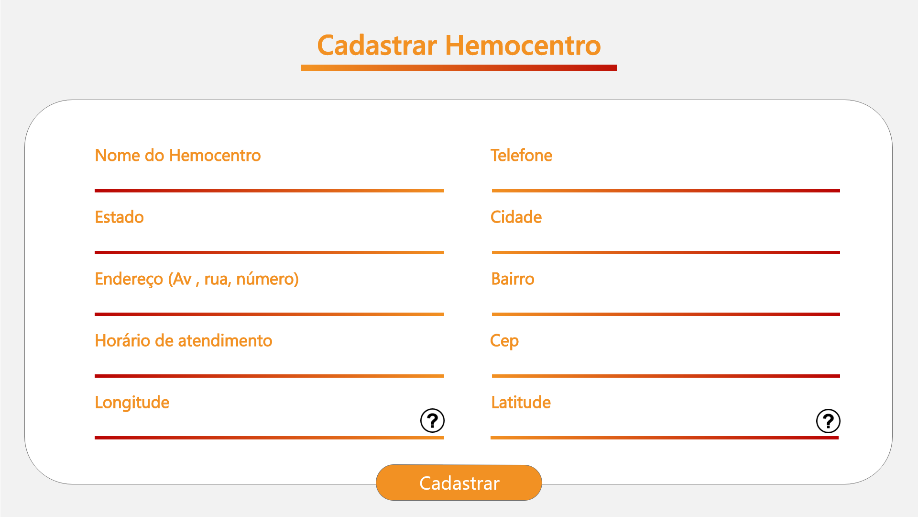 Cadastrar Hemocentro
Nome do Hemocentro
Telefone
Estado
Cidade
Endereço (Av , rua, número)
Bairro
Horário de atendimento
Cep
Longitude
?
Latitude
?
Cadastrar